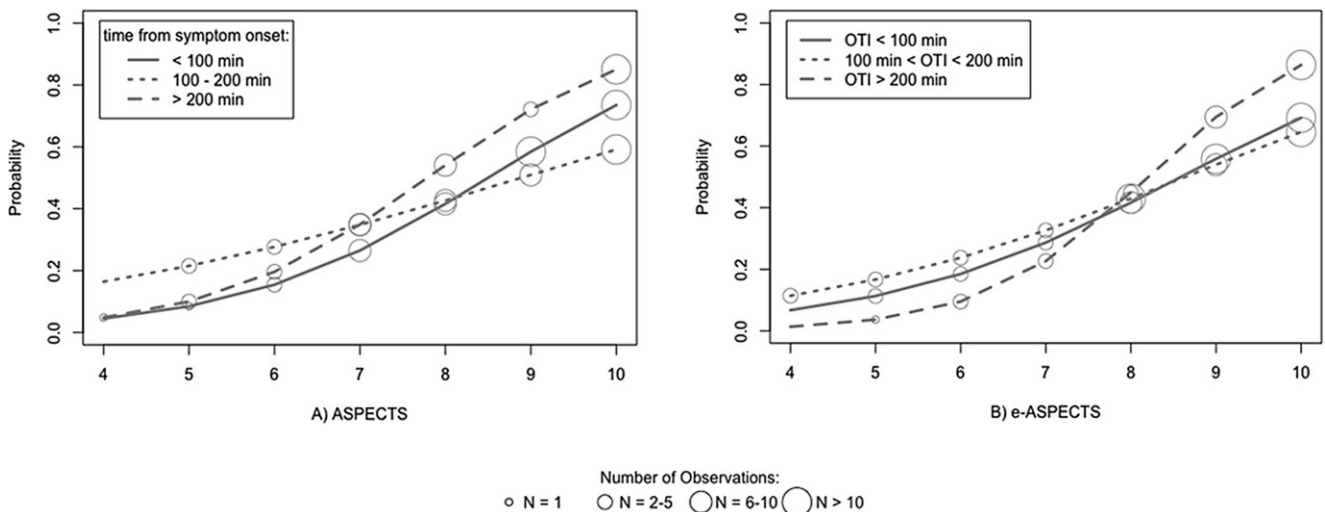 time from symptom onset:
< 100 min
100 - 200 min
> 200 min
Probability
0.0 0.2 0.4 0.6 0.8 1.0
4 5 6 7 8 9 10
A) ASPECTS
OTI < 100 min
100 min < OTI < 200 min
OTI > 200 min
Probability
0.0 0.2 0.4 0.6 0.8 1.0
4 5 6 7 8 9 10
B) e-ASPECTS
Number of Observations:
N = 1 N = 2-5 N = 6-10 N > 10